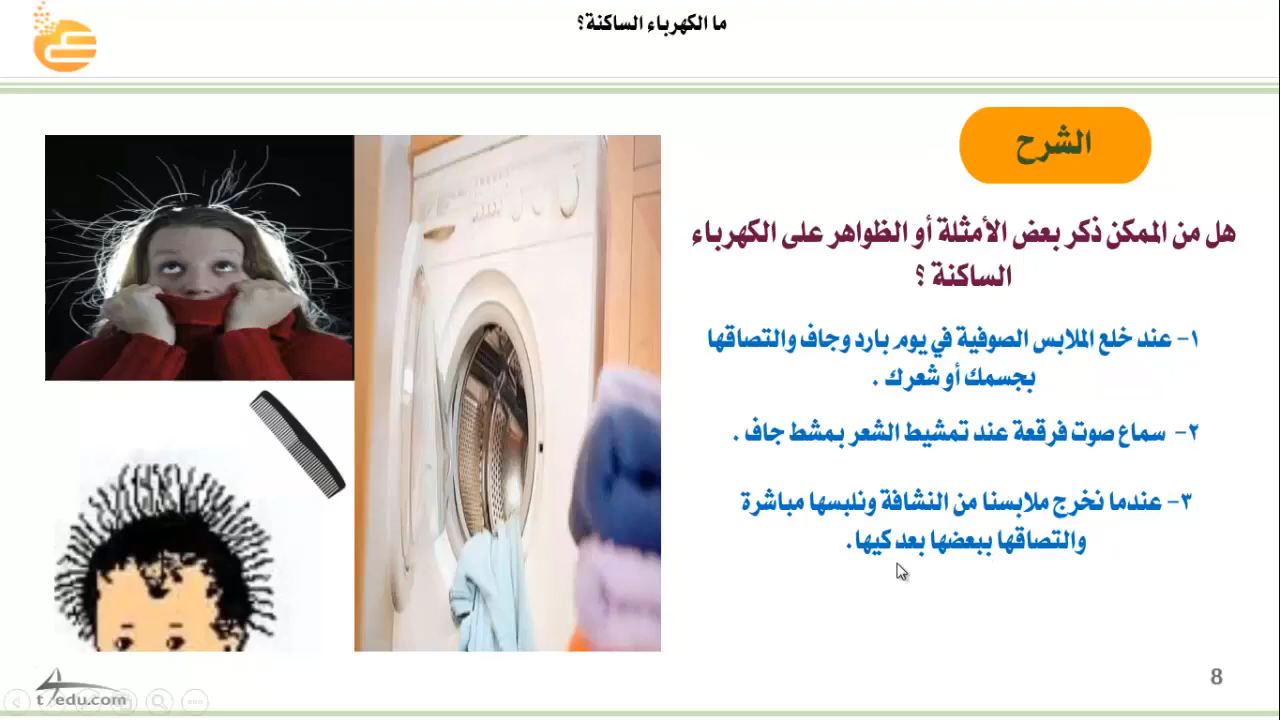 ما الكهرباء الساكنة؟
الشرح
هل من الممكن ذكر بعض الأمثلة أو الظواهر على الكهرباء
الساكنة ؟
١- عند خلع الملابس الصوفية في يوم بارد وجاف والتصاقها
بجسمك أو شعرك .
٢- سماع صوت فرقعة عند تمشيط الشعر بمشط جاف .
٣- عندما نخرج ملابسنا من النشافة ونلبسها مباشرة
والتصاقها ببعضها بعد كيها.
t4edu.com
8